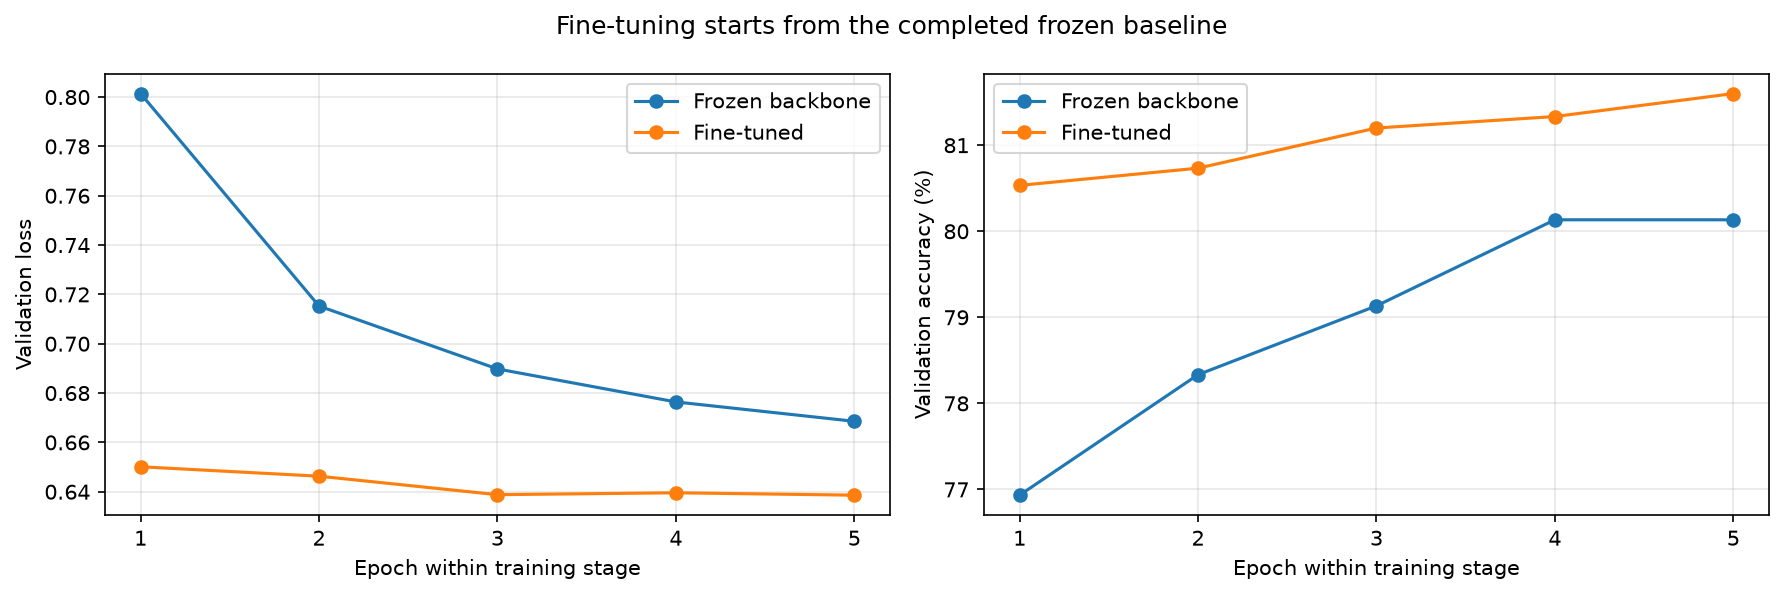 Fine-tuning starts from the completed frozen baseline
Validation loss
0.80
0.78
0.76
0.74
0.72
0.70
0.68
0.66
0.64
Frozen backbone
Fine-tuned
1 2 3 4 5
Epoch within training stage
Validation accuracy (%)
81
80
79
78
77
Frozen backbone
Fine-tuned
1 2 3 4 5
Epoch within training stage